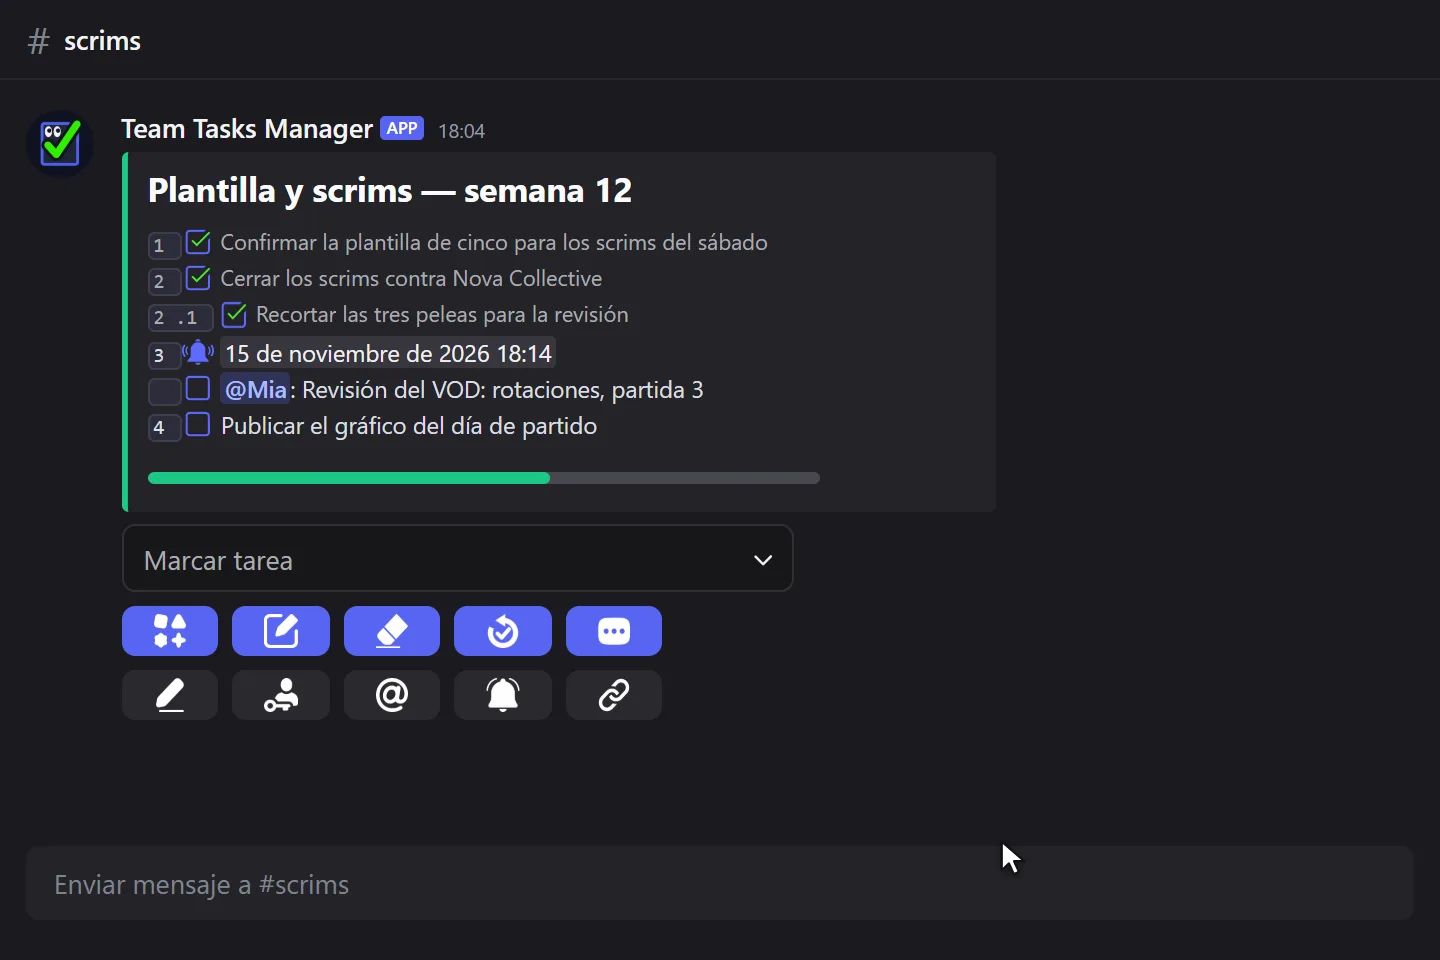 # scrims
Team Tasks Manager APP 18:04
Plantilla y scrims — semana 12
1 Confirmar la plantilla de cinco para los scrims del sábado
2 Cerrar los scrims contra Nova Collective
2 .1 Recortar las tres peleas para la revisión
3 15 de noviembre de 2026 18:14
@Mia: Revisión del VOD: rotaciones, partida 3
4 Publicar el gráfico del día de partido
Marcar tarea
Enviar mensaje a #scrims